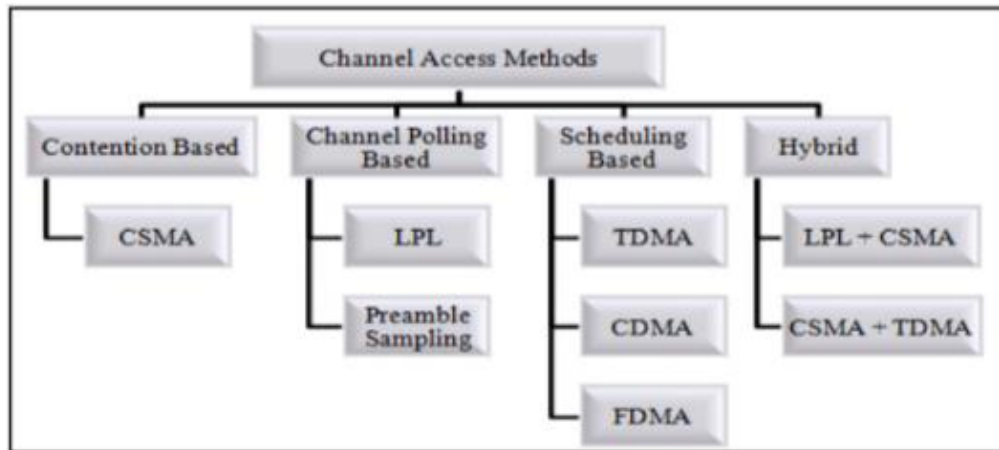 Channel Access Methods
Contention Based
CSMA
Channel Polling
Based
LPL
Preamble
Sampling
Scheduling
Based
TDMA
CDMA
FDMA
Hybrid
LPL + CSMA
CSMA + TDMA